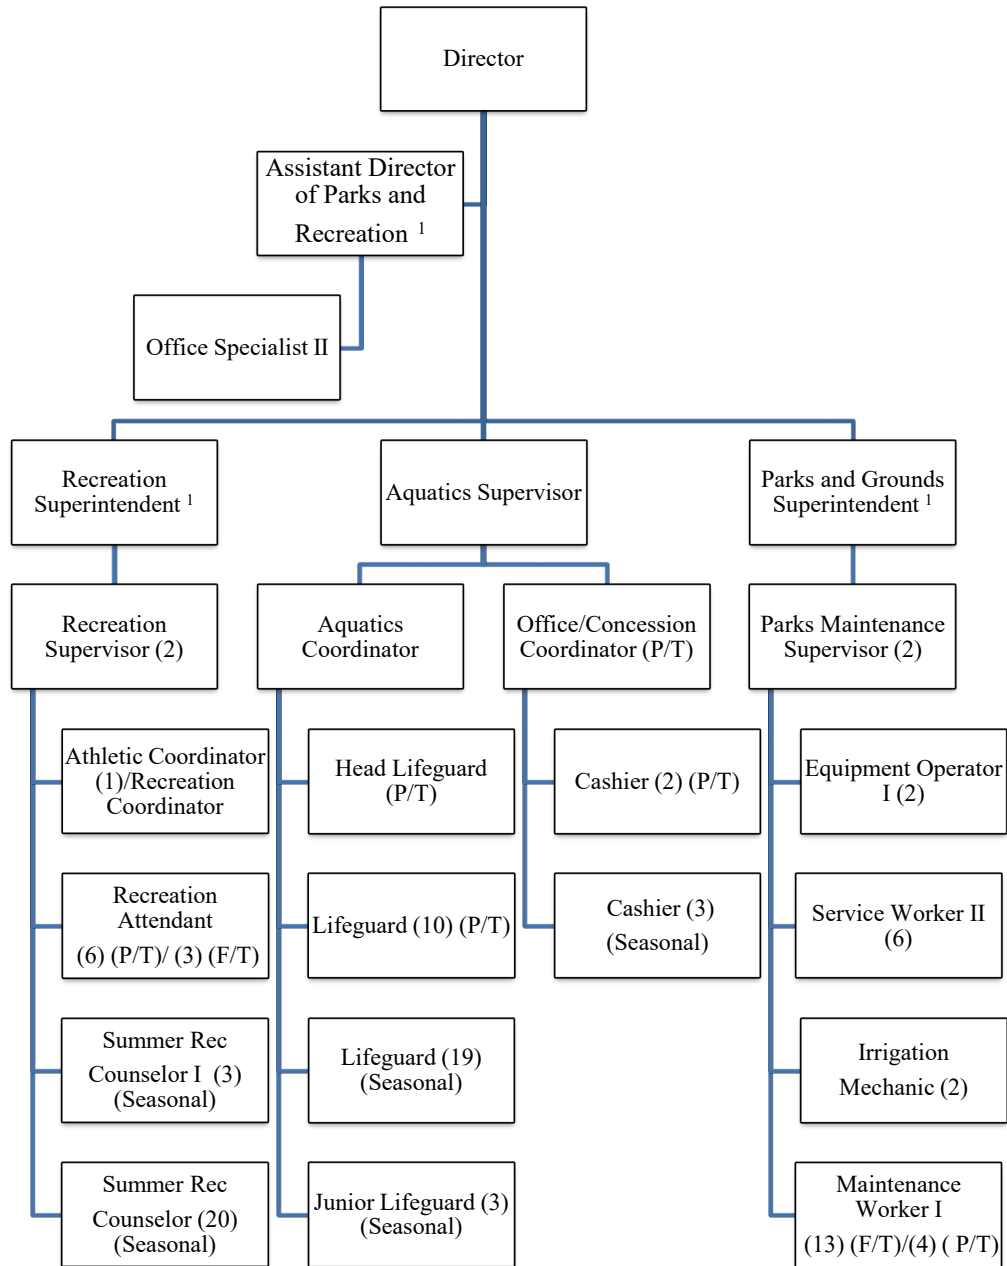 Director
Assistant Director
of Parks and
Recreation ¹
Office Specialist II
Recreation
Superintendent ¹
Aquatics Supervisor
Parks and Grounds
Superintendent ¹
Recreation
Supervisor (2)
Aquatics
Coordinator
Office/Concession
Coordinator (P/T)
Parks Maintenance
Supervisor (2)
Athletic Coordinator
(1)/Recreation
Coordinator
Head Lifeguard
(P/T)
Cashier (2) (P/T)
Equipment Operator
I (2)
Recreation
Attendant
(6) (P/T)/ (3) (F/T)
Lifeguard (10) (P/T)
Cashier (3)
(Seasonal)
Service Worker II
(6)
Summer Rec
Counselor I (3)
(Seasonal)
Lifeguard (19)
(Seasonal)
Irrigation
Mechanic (2)
Summer Rec
Counselor (20)
(Seasonal)
Junior Lifeguard (3)
(Seasonal)
Maintenance
Worker I
(13) (F/T)/(4) ( P/T)